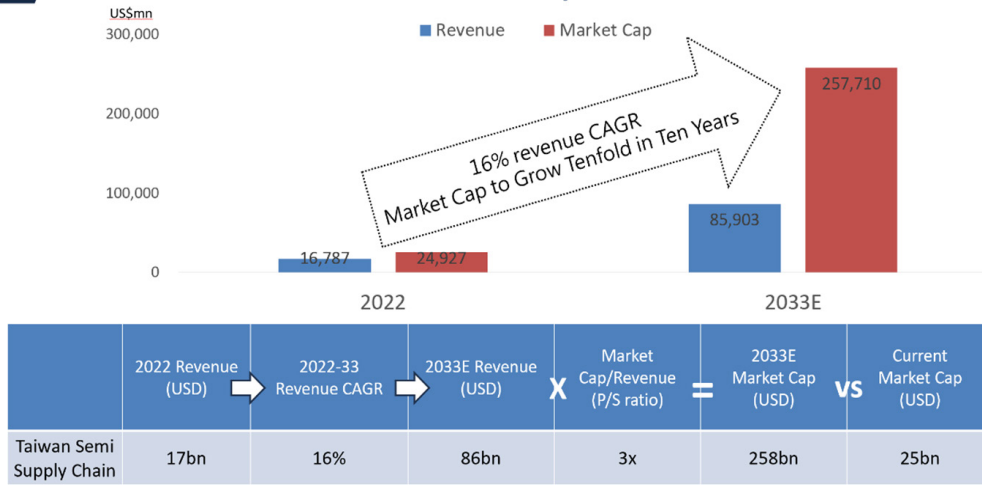 US$mn
Revenue
Market Cap
300,000
200,000
100,000
0
16% revenue CAGR
Market Cap to Grow Tenfold in Ten Years
16,787
24,927
85,903
257,710
2022
2033E
2022 Revenue
(USD)
2022-33
Revenue CAGR
2033E Revenue
(USD)
X
Market
Cap/Revenue
(P/S ratio)
=
2033E
Market Cap
(USD)
vs
Current
Market Cap
(USD)
Taiwan Semi
Supply Chain
17bn
16%
86bn
3x
258bn
25bn